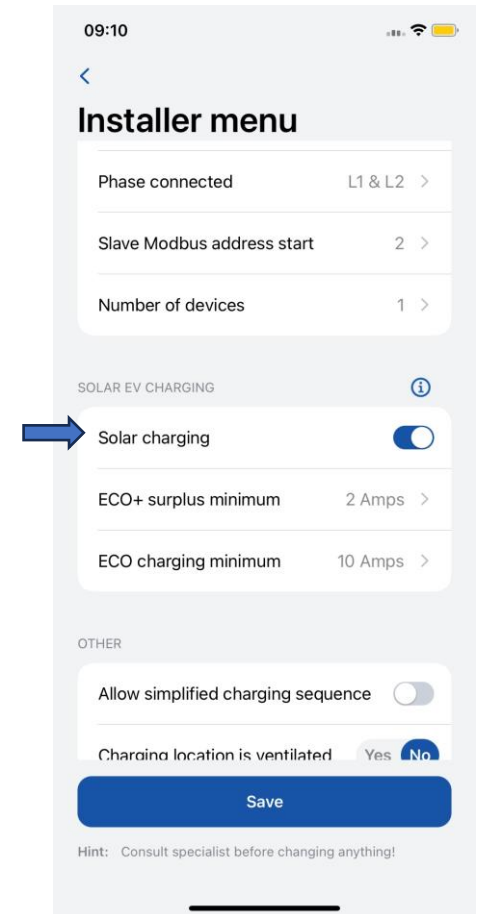 09:10
Installer menu
Phase connected L1 & L2
Slave Modbus address start 2
Number of devices 1
SOLAR EV CHARGING
Solar charging
ECO+ surplus minimum 2 Amps
ECO charging minimum 10 Amps
OTHER
Allow simplified charging sequence
Charging location is ventilated Yes No
Save
Hint: Consult specialist before changing anything!